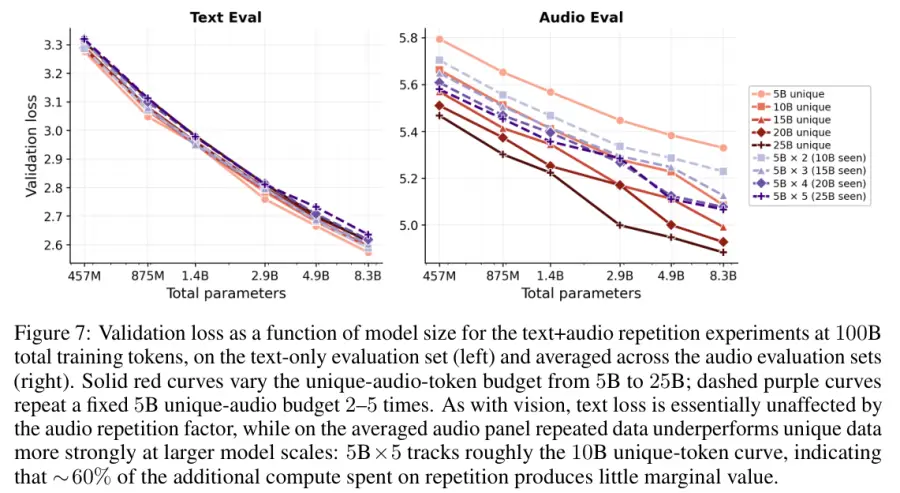 Text Eval
Audio Eval
Validation loss
3.3
3.2
3.1
3.0
2.9
2.8
2.7
2.6
457M 875M 1.4B 2.9B 4.9B 8.3B
Total parameters
5.8
5.6
5.4
5.2
5.0
457M 875M 1.4B 2.9B 4.9B 8.3B
Total parameters
5B unique
10B unique
15B unique
20B unique
25B unique
5B × 2 (10B seen)
5B × 3 (15B seen)
5B × 4 (20B seen)
5B × 5 (25B seen)
Figure 7: Validation loss as a function of model size for the text+audio repetition experiments at 100B
total training tokens, on the text-only evaluation set (left) and averaged across the audio evaluation sets
(right). Solid red curves vary the unique-audio-token budget from 5B to 25B; dashed purple curves
repeat a fixed 5B unique-audio budget 2–5 times. As with vision, text loss is essentially unaffected by
the audio repetition factor, while on the averaged audio panel repeated data underperforms unique data
more strongly at larger model scales: 5B×5 tracks roughly the 10B unique-token curve, indicating
that ∼60% of the additional compute spent on repetition produces little marginal value.